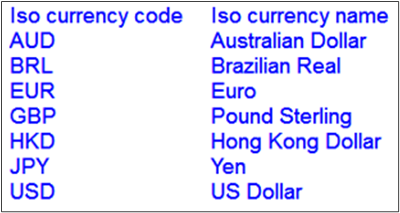 Iso currency code Iso currency name
AUD Australian Dollar
BRL Brazilian Real
EUR Euro
GBP Pound Sterling
HKD Hong Kong Dollar
JPY Yen
USD US Dollar